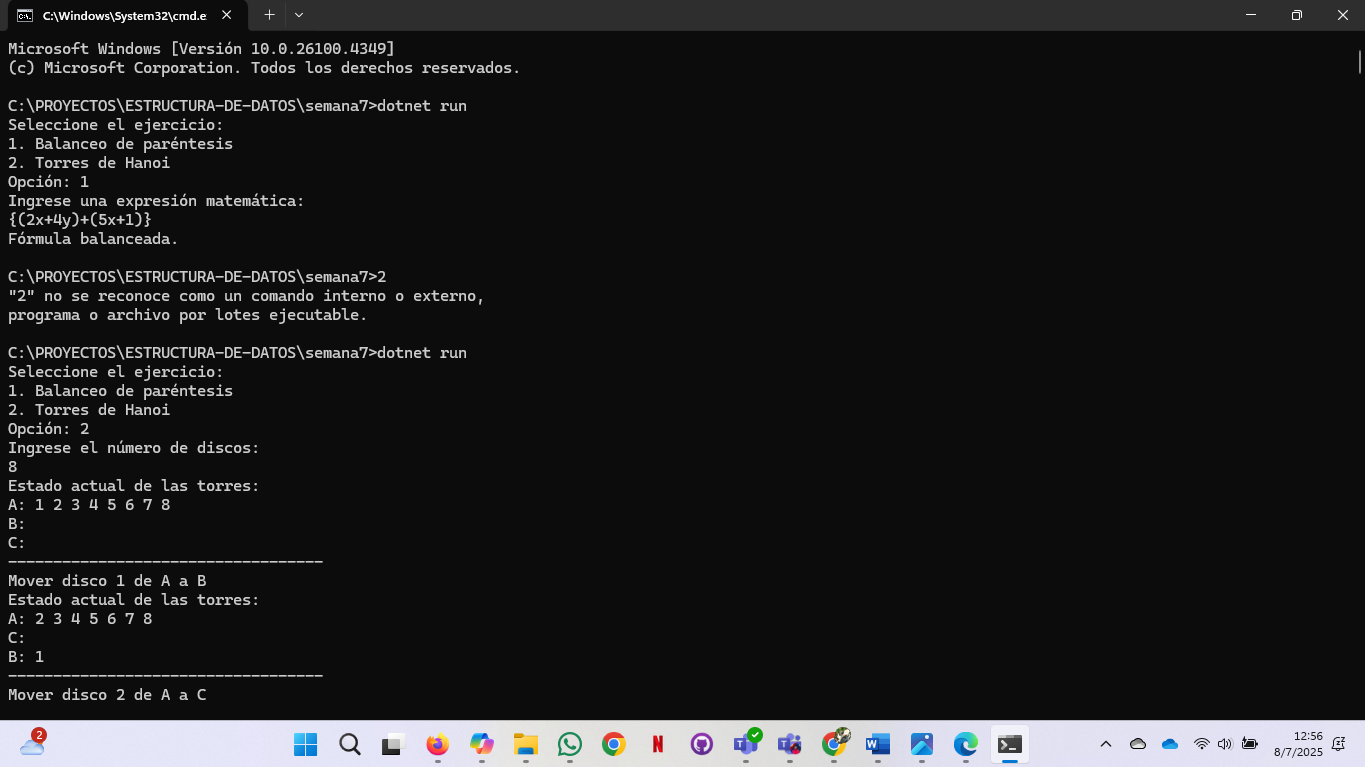 C:\Windows\System32\cmd.e
Microsoft Windows [Versión 10.0.26100.4349]
(c) Microsoft Corporation. Todos los derechos reservados.
C:\PROYECTOS\ESTRUCTURA-DE-DATOS\semana7>dotnet run
Seleccione el ejercicio:
1. Balanceo de paréntesis
2. Torres de Hanoi
Opción: 1
Ingrese una expresión matemática:
{(2x+4y)+(5x+1)}
Fórmula balanceada.
C:\PROYECTOS\ESTRUCTURA-DE-DATOS\semana7>2
"2" no se reconoce como un comando interno o externo,
programa o archivo por lotes ejecutable.
C:\PROYECTOS\ESTRUCTURA-DE-DATOS\semana7>dotnet run
Seleccione el ejercicio:
1. Balanceo de paréntesis
2. Torres de Hanoi
Opción: 2
Ingrese el número de discos:
8
Estado actual de las torres:
A: 1 2 3 4 5 6 7 8
B:
C:
-----------------------------------
Mover disco 1 de A a B
Estado actual de las torres:
A: 2 3 4 5 6 7 8
C:
B: 1
-----------------------------------
Mover disco 2 de A a C
2
12:56
8/7/2025